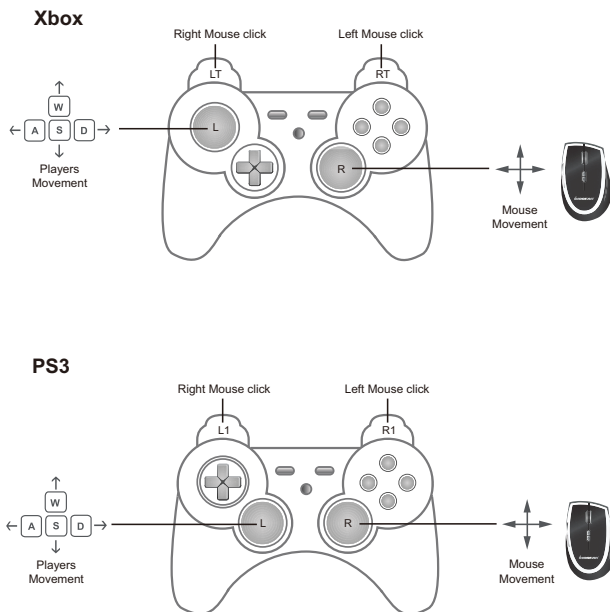 Xbox
Right Mouse click
Left Mouse click
LT
RT
W
A S D
L
R
Players
Movement
Mouse
Movement
PS3
Right Mouse click
Left Mouse click
L1
R1
W
A S D
L
R
Players
Movement
Mouse
Movement